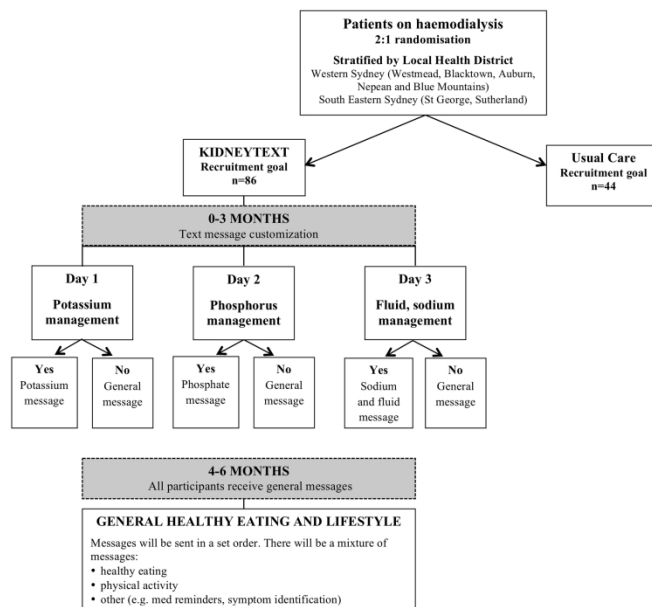 Patients on haemodialysis
2:1 randomisation
Stratified by Local Health District
Western Sydney (Westmead, Blacktown, Auburn,
Nepean and Blue Mountains)
South Eastern Sydney (St George, Sutherland)
KIDNEYTEXT
Recruitment goal
n=86
Usual Care
Recruitment goal
n=44
0-3 MONTHS
Text message customization
Day 1
Potassium
management
Day 2
Phosphorus
management
Day 3
Fluid, sodium
management
Yes
Potassium
message
No
General
message
Yes
Phosphate
message
No
General
message
Yes
Sodium
and fluid
message
No
General
message
4-6 MONTHS
All participants receive general messages
GENERAL HEALTHY EATING AND LIFESTYLE
Messages will be sent in a set order. There will be a mixture of
messages:
• healthy eating
• physical activity
• other (e.g. med reminders, symptom identification)